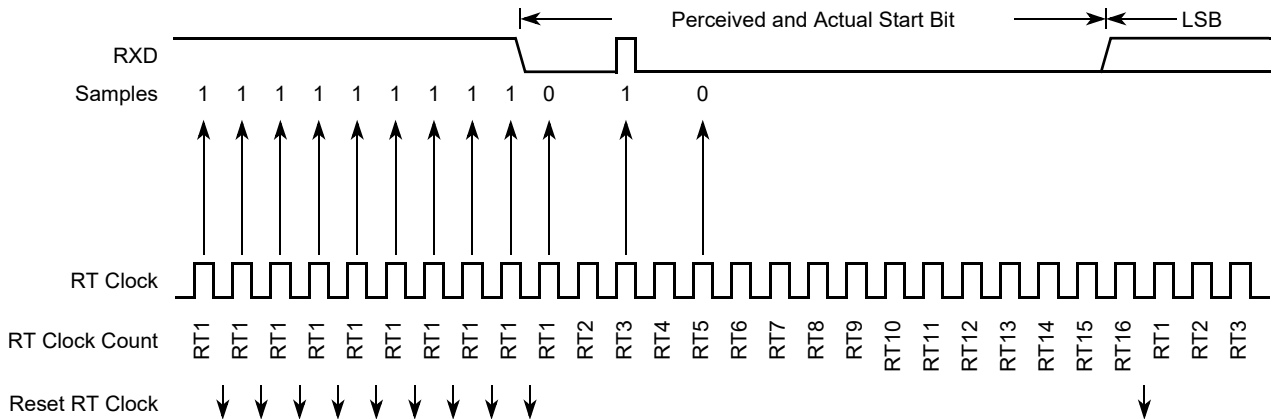 Perceived and Actual Start Bit LSB
RXD
Samples 1 1 1 1 1 1 1 1 1 0 1 0
RT Clock
RT Clock Count RT1 RT1 RT1 RT1 RT1 RT1 RT1 RT1 RT1 RT1 RT2 RT3 RT4 RT5 RT6 RT7 RT8 RT9 RT10 RT11 RT12 RT13 RT14 RT15 RT16 RT1 RT2 RT3
Reset RT Clock